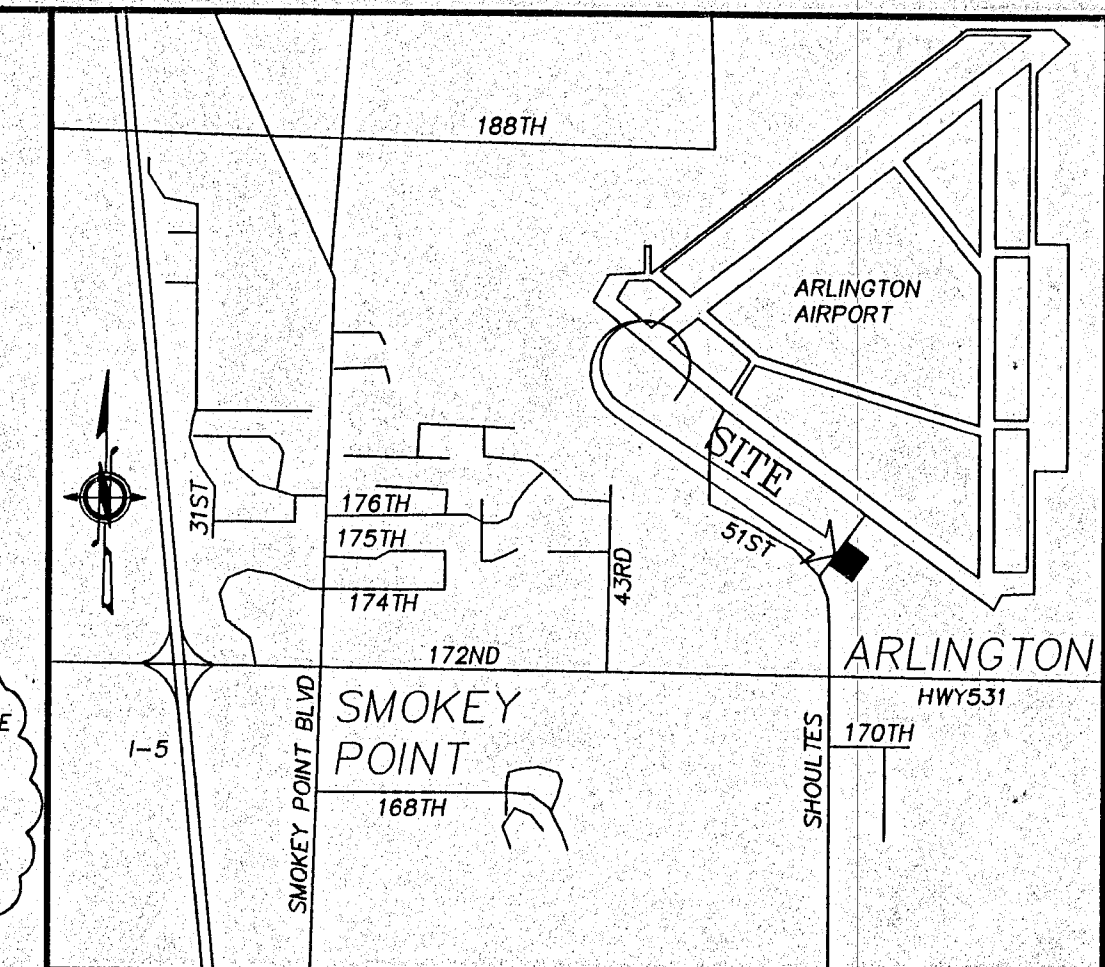 188TH
ARLINGTON
AIRPORT
SITE
31ST
176TH
175TH
174TH
51ST
43RD
172ND
ARLINGTON
HWY531
SMOKEY
POINT
I-5
SMOKEY POINT BLVD
168TH
SHOULTES
170TH
E